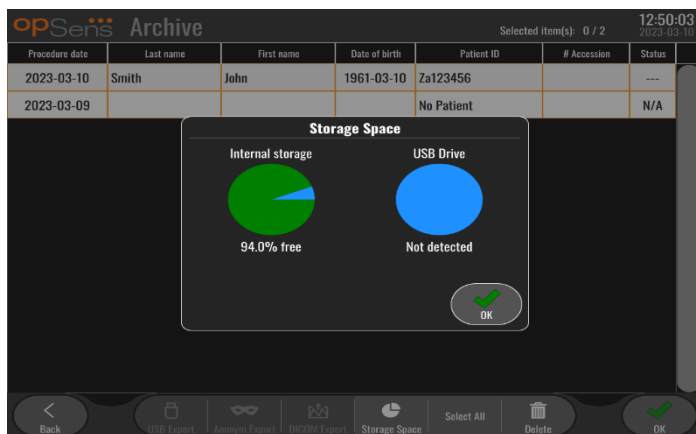 opSens Archive Selected item(s): 0 / 2 12:50:03
2023-03-10
Procedure date Last name First name Date of birth Patient ID # Accession Status
2023-03-10 Smith John 1961-03-10 Za123456 ---
2023-03-09 No Patient N/A
Storage Space
Internal storage USB Drive
94.0% free Not detected
OK
Back USB Export Anonym Export DICOM Export Storage Space Select All Delete OK